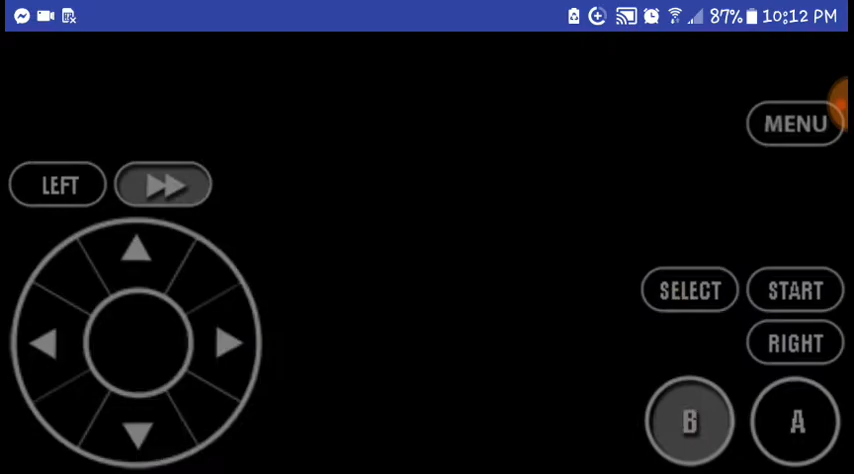 87% 10:12 PM
MENU
LEFT
SELECT START
RIGHT
B A